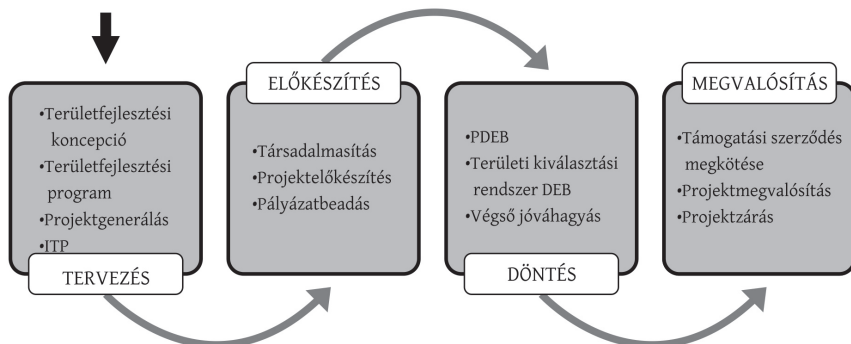 •Területfejlesztési
koncepció
•Területfejlesztési
program
•Projektgenerálás
•ITP
TERVEZÉS
ELŐKÉSZÍTÉS
•Társadalmasítás
•Projektelőkészítés
•Pályázatbeadás
•PDEB
•Területi kiválasztási
rendszer DEB
•Végső jóváhagyás
DÖNTÉS
MEGVALÓSÍTÁS
•Támogatási szerződés
megkötése
•Projektmegvalósítás
•Projektzárás